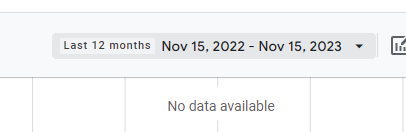 Last 12 months Nov 15, 2022 - Nov 15, 2023
No data available